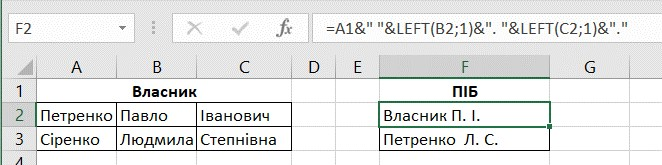 F2 fx =A1&" "&LEFT(B2;1)&". "&LEFT(C2;1)&"."
A B C D E F G
1 Власник ПІБ
2 Петренко Павло Іванович Власник П. І.
3 Сіренко Людмила Степнівна Петренко Л. С.
4